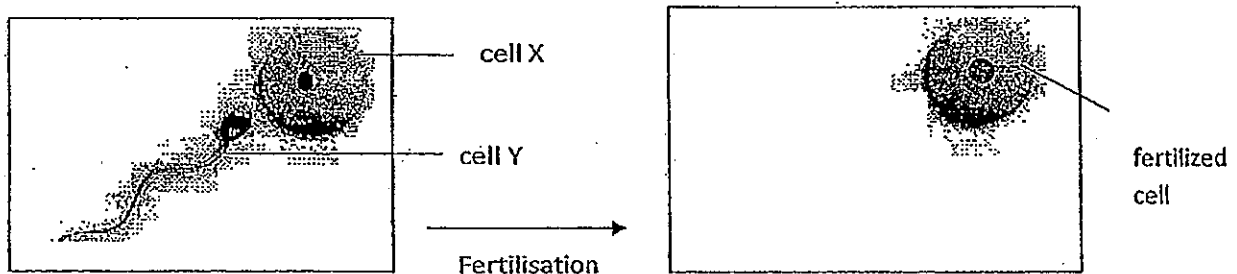 cell X
cell Y
Fertilisation
fertilized
cell